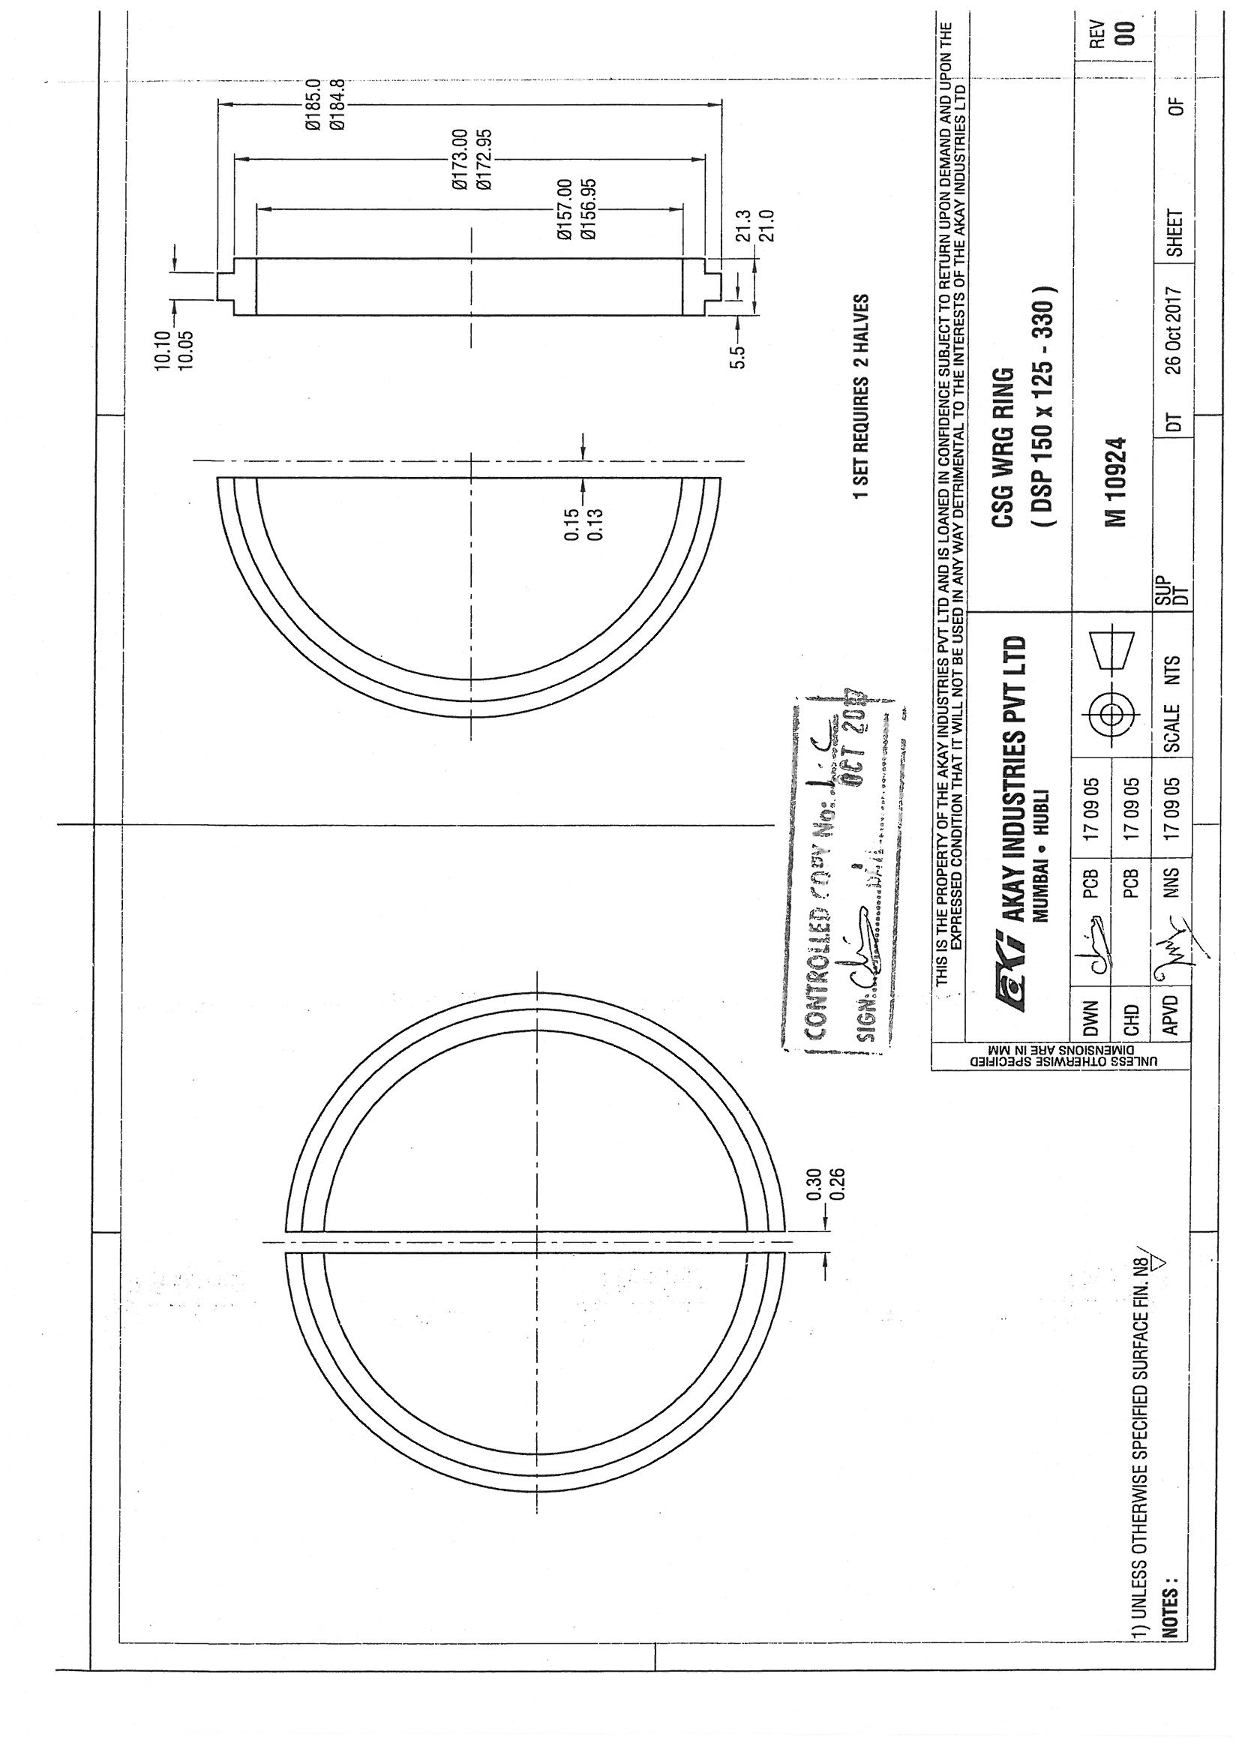 Ø185.0
Ø184.8
Ø173.00
Ø172.95
Ø157.00
Ø156.95
10.10
10.05
21.3
21.0
5.5
0.15
0.13
1 SET REQUIRES 2 HALVES
0.30
0.26
CONTROLLED COPY No:
SIGN:
OCT 2017
THIS IS THE PROPERTY OF THE AKAY INDUSTRIES PVT LTD AND IS LOANED IN CONFIDENCE SUBJECT TO RETURN UPON DEMAND AND UPON THE
EXPRESSED CONDITION THAT IT WILL NOT BE USED IN ANY WAY DETRIMENTAL TO THE INTERESTS OF THE AKAY INDUSTRIES LTD
aKi AKAY INDUSTRIES PVT LTD
MUMBAI • HUBLI
CSG WRG RING
( DSP 150 x 125 - 330 )
DWN PCB 17 09 05
CHD PCB 17 09 05
APVD NNS 17 09 05
SCALE NTS
M 10924
REV
00
SUP
DT
DT 26 Oct 2017
SHEET OF
UNLESS OTHERWISE SPECIFIED
DIMENSIONS ARE IN MM
1) UNLESS OTHERWISE SPECIFIED SURFACE FIN. N8
NOTES :